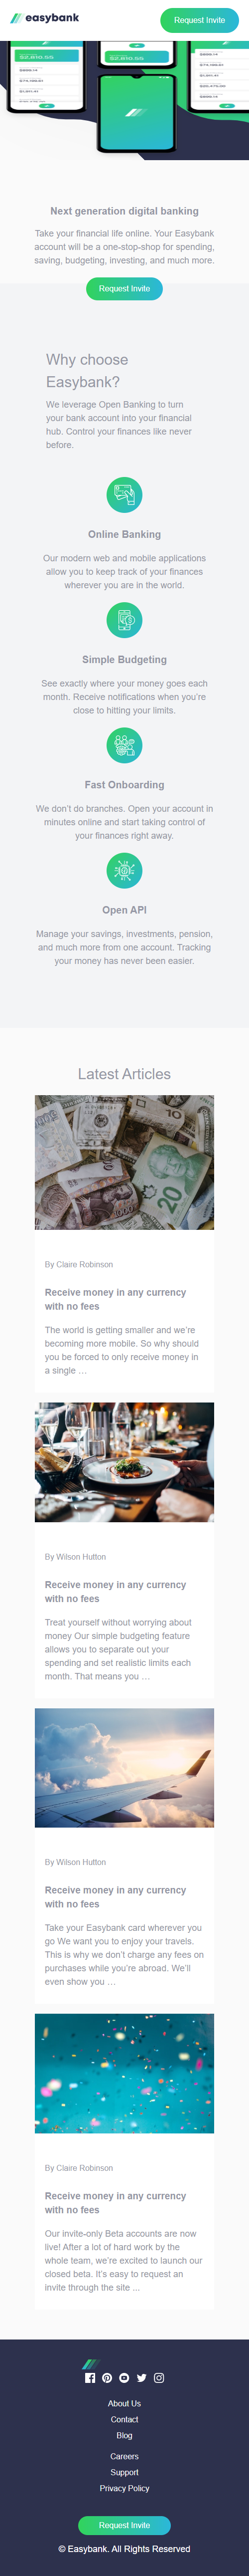 easybank
Request Invite
Next generation digital banking
Take your financial life online. Your Easybank
account will be a one-stop-shop for spending,
saving, budgeting, investing, and much more.
Request Invite
Why choose
Easybank?
We leverage Open Banking to turn
your bank account into your financial
hub. Control your finances like never
before.
Online Banking
Our modern web and mobile applications
allow you to keep track of your finances
wherever you are in the world.
Simple Budgeting
See exactly where your money goes each
month. Receive notifications when you’re
close to hitting your limits.
Fast Onboarding
We don’t do branches. Open your account in
minutes online and start taking control of
your finances right away.
Open API
Manage your savings, investments, pension,
and much more from one account. Tracking
your money has never been easier.
Latest Articles
By Claire Robinson
Receive money in any currency
with no fees
The world is getting smaller and we’re
becoming more mobile. So why should
you be forced to only receive money in
a single …
By Wilson Hutton
Receive money in any currency
with no fees
Treat yourself without worrying about
money Our simple budgeting feature
allows you to separate out your
spending and set realistic limits each
month. That means you …
By Wilson Hutton
Receive money in any currency
with no fees
Take your Easybank card wherever you
go We want you to enjoy your travels.
This is why we don’t charge any fees on
purchases while you’re abroad. We’ll
even show you …
By Claire Robinson
Receive money in any currency
with no fees
Our invite-only Beta accounts are now
live! After a lot of hard work by the
whole team, we’re excited to launch our
closed beta. It’s easy to request an
invite through the site ...
About Us
Contact
Blog
Careers
Support
Privacy Policy
Request Invite
© Easybank. All Rights Reserved